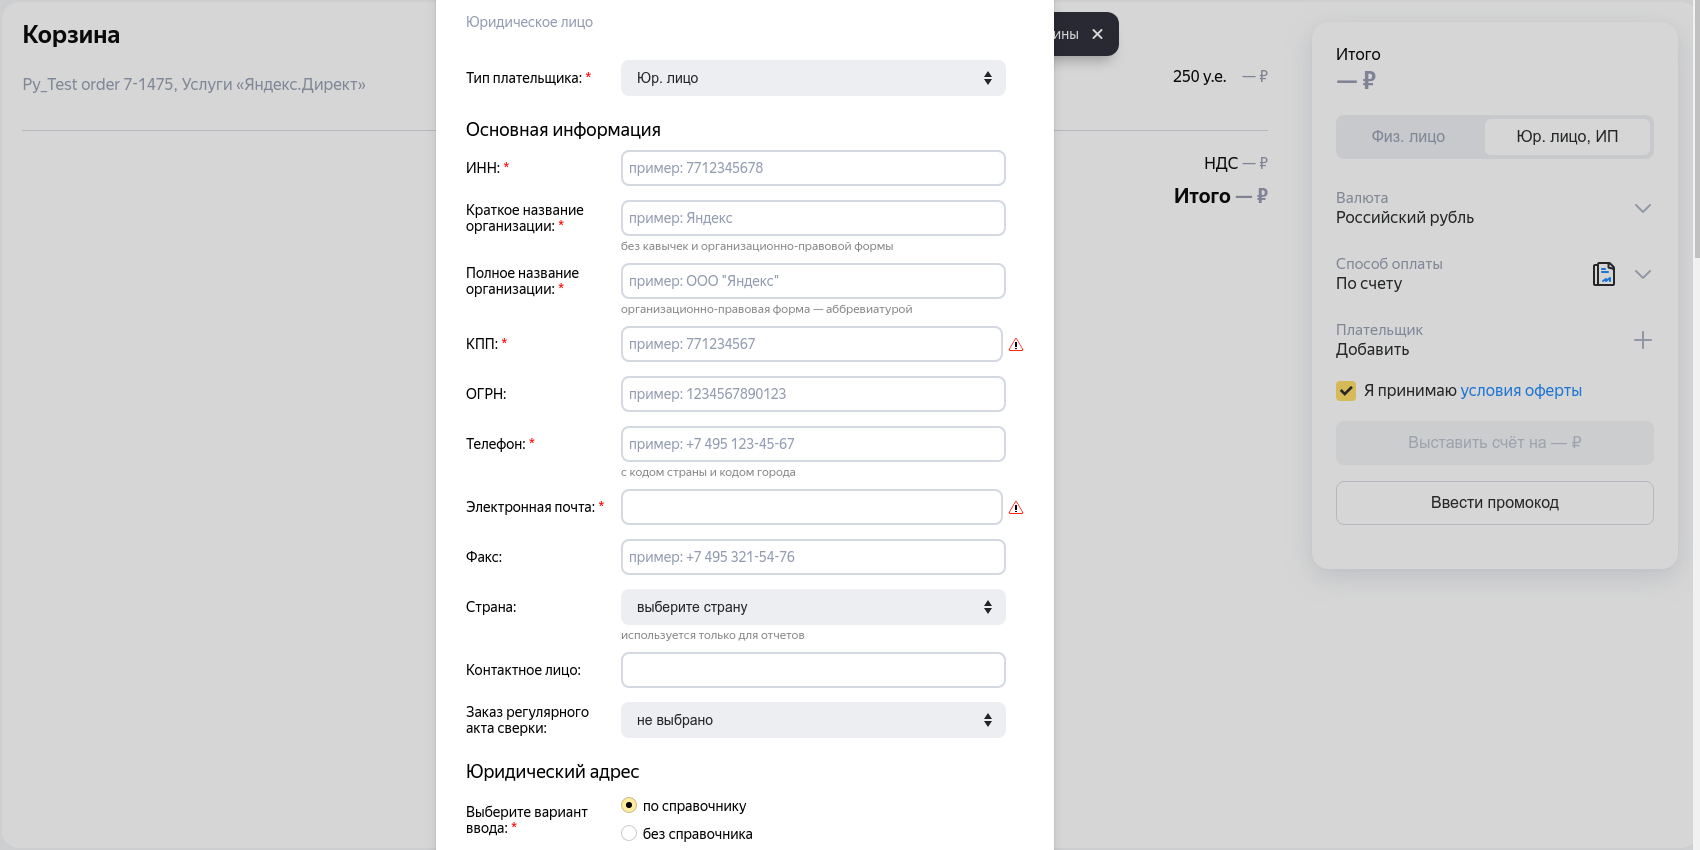 Корзина
Py_Test order 7-1475, Услуги «Яндекс.Директ»
Юридическое лицо
Тип плательщика: *
Юр. лицо
Основная информация
ИНН: *
пример: 7712345678
Краткое название
организации: *
пример: Яндекс
без кавычек и организационно-правовой формы
Полное название
организации: *
пример: ООО "Яндекс"
организационно-правовая форма — аббревиатурой
КПП: *
пример: 771234567
ОГРН:
пример: 1234567890123
Телефон: *
пример: +7 495 123-45-67
с кодом страны и кодом города
Электронная почта: *
Факс:
пример: +7 495 321-54-76
Страна:
выберите страну
используется только для отчетов
Контактное лицо:
Заказ регулярного
акта сверки:
не выбрано
Юридический адрес
Выберите вариант
ввода: *
по справочнику
без справочника
250 у.е. — ₽
НДС — ₽
Итого — ₽
Итого
— ₽
Физ. лицо
Юр. лицо, ИП
Валюта
Российский рубль
Способ оплаты
По счету
Плательщик
Добавить
Я принимаю условия оферты
Выставить счёт на — ₽
Ввести промокод